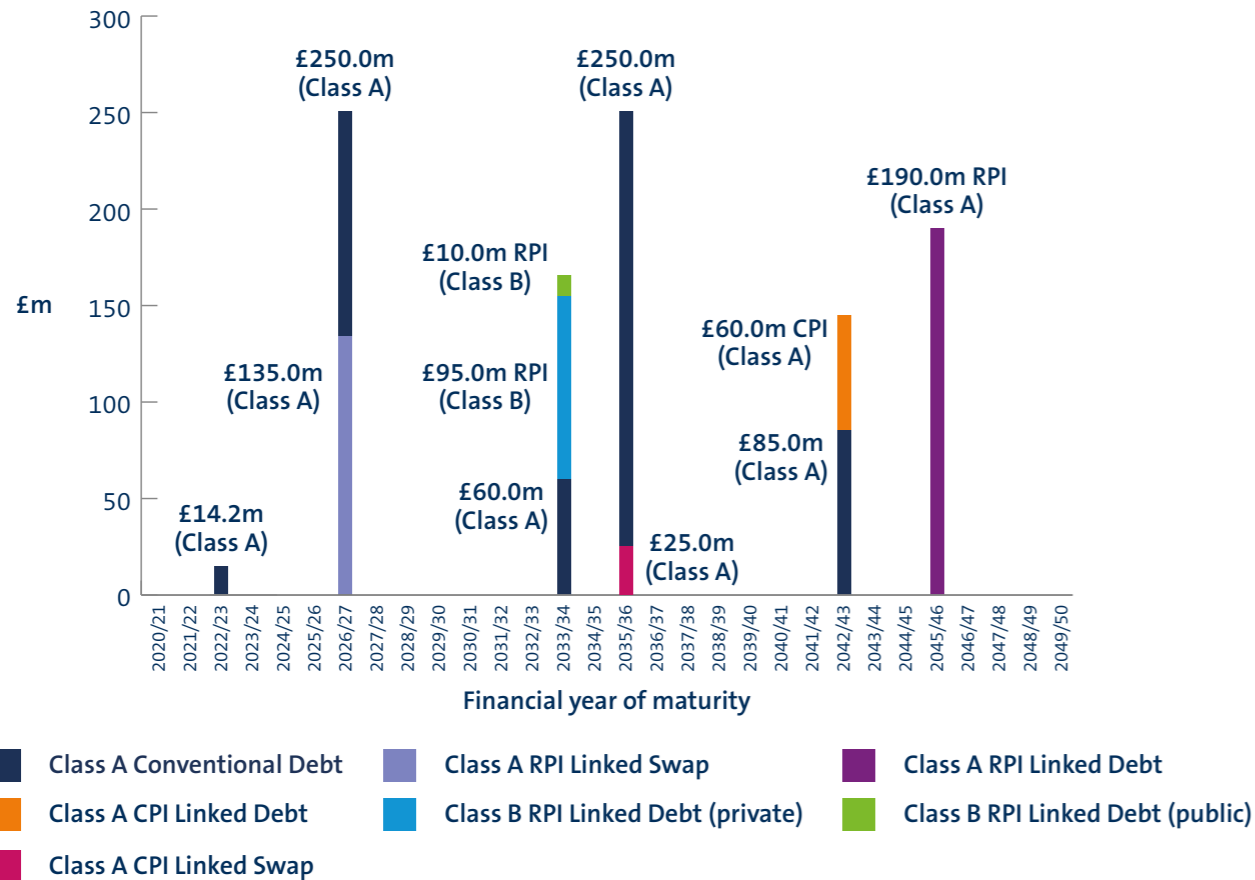 300
250
200
150
100
50
0
£m
£14.2m
(Class A)
£250.0m
(Class A)
£135.0m
(Class A)
£10.0m RPI
(Class B)
£95.0m RPI
(Class B)
£60.0m
(Class A)
£250.0m
(Class A)
£25.0m
(Class A)
£60.0m CPI
(Class A)
£85.0m
(Class A)
£190.0m RPI
(Class A)
2020/21
2021/22
2022/23
2023/24
2024/25
2025/26
2026/27
2027/28
2028/29
2029/30
2030/31
2031/32
2032/33
2033/34
2034/35
2035/36
2036/37
2037/38
2038/39
2039/40
2040/41
2041/42
2042/43
2043/44
2044/45
2045/46
2046/47
2047/48
2048/49
2049/50
Financial year of maturity
Class A Conventional Debt
Class A RPI Linked Swap
Class A RPI Linked Debt
Class A CPI Linked Debt
Class B RPI Linked Debt (private)
Class B RPI Linked Debt (public)
Class A CPI Linked Swap